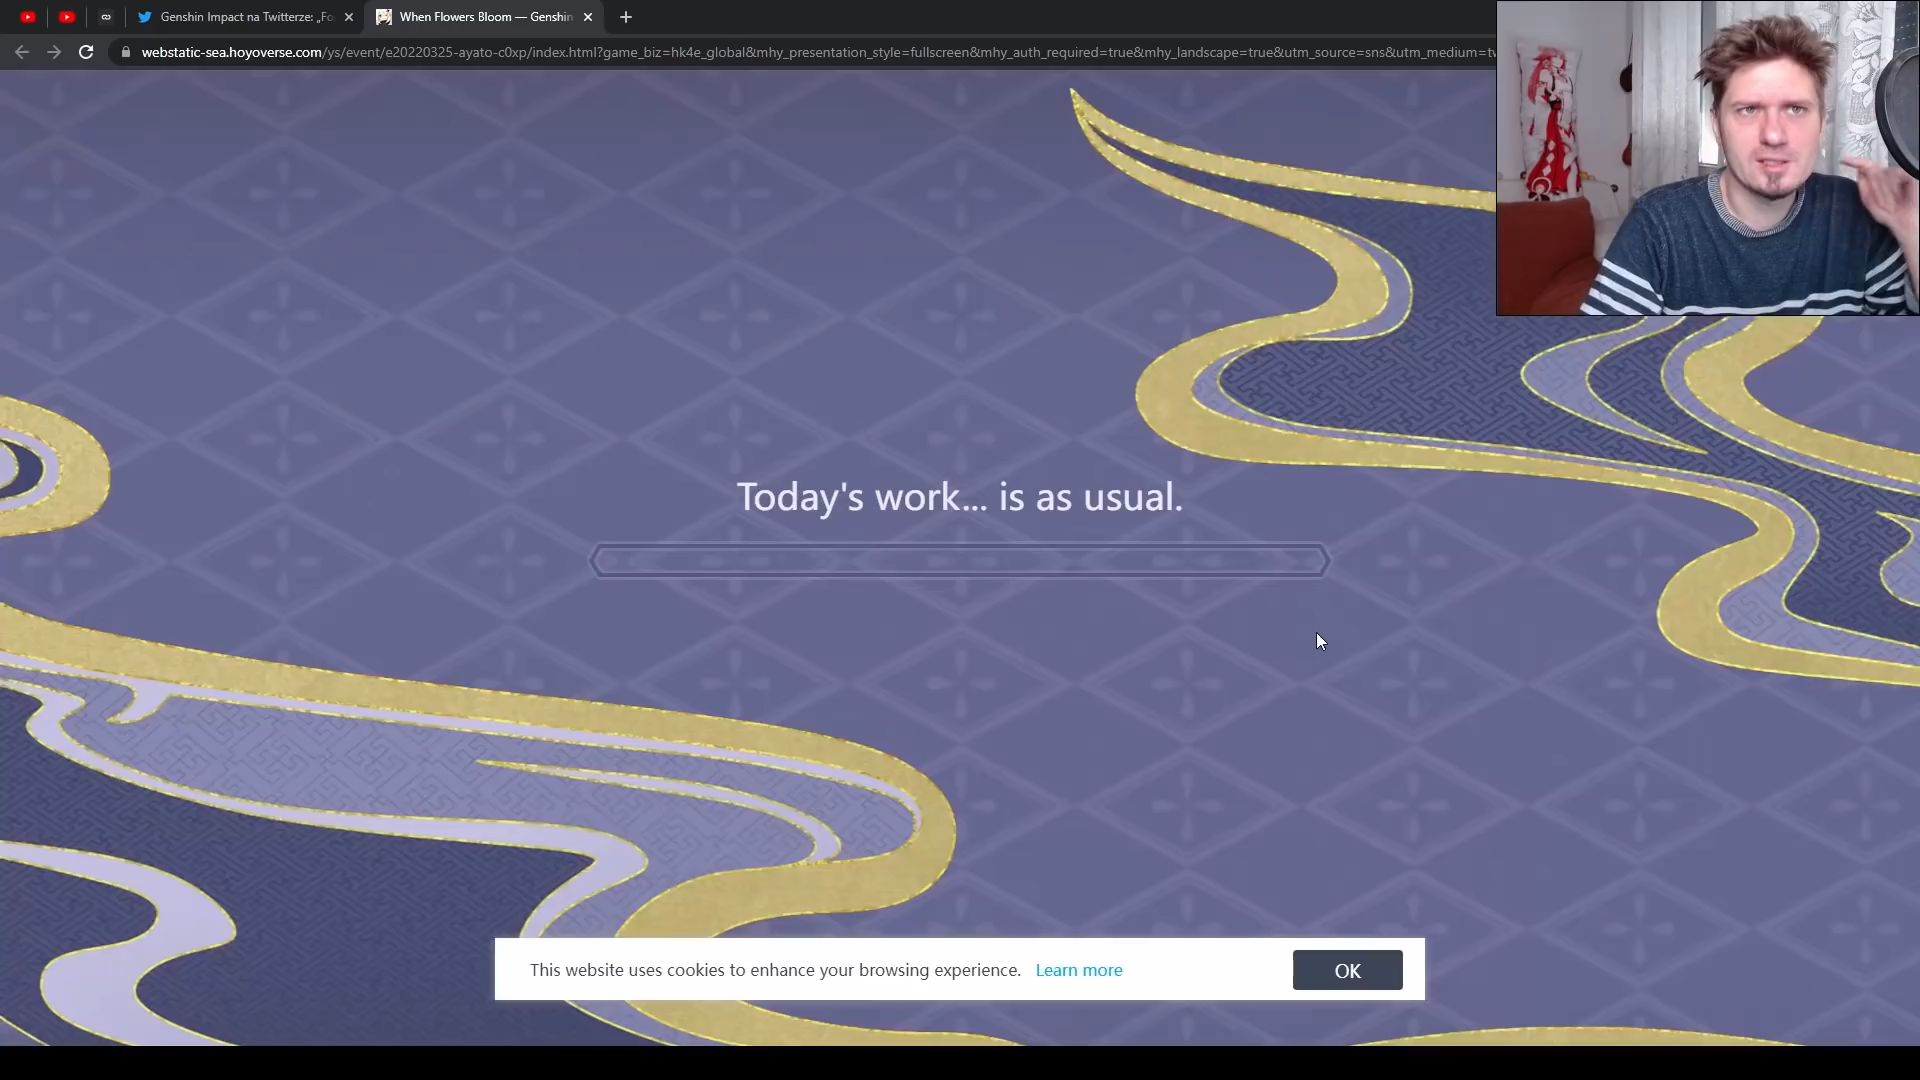 Genshin Impact na Twitterze: „Fo
When Flowers Bloom — Genshin
webstatic-sea.hoyoverse.com/ys/event/e20220325-ayato-c0xp/index.html?game_biz=hk4e_global&mhy_presentation_style=fullscreen&mhy_auth_required=true&mhy_landscape=true&utm_source=sns&utm_medium=tv
Today's work... is as usual.
This website uses cookies to enhance your browsing experience. Learn more
OK